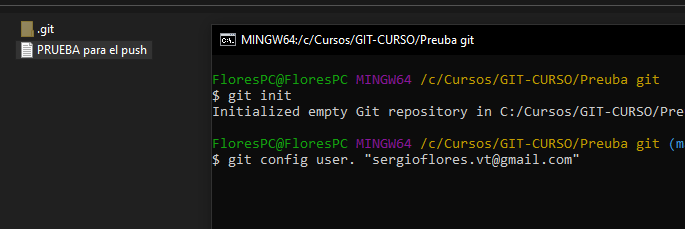 .git
PRUEBA para el push
MINGW64:/c/Cursos/GIT-CURSO/Preuba git
FloresPC@FloresPC MINGW64 /c/Cursos/GIT-CURSO/Preuba git
$ git init
Initialized empty Git repository in C:/Cursos/GIT-CURSO/Pre
FloresPC@FloresPC MINGW64 /c/Cursos/GIT-CURSO/Preuba git (m
$ git config user. "sergioflores.vt@gmail.com"